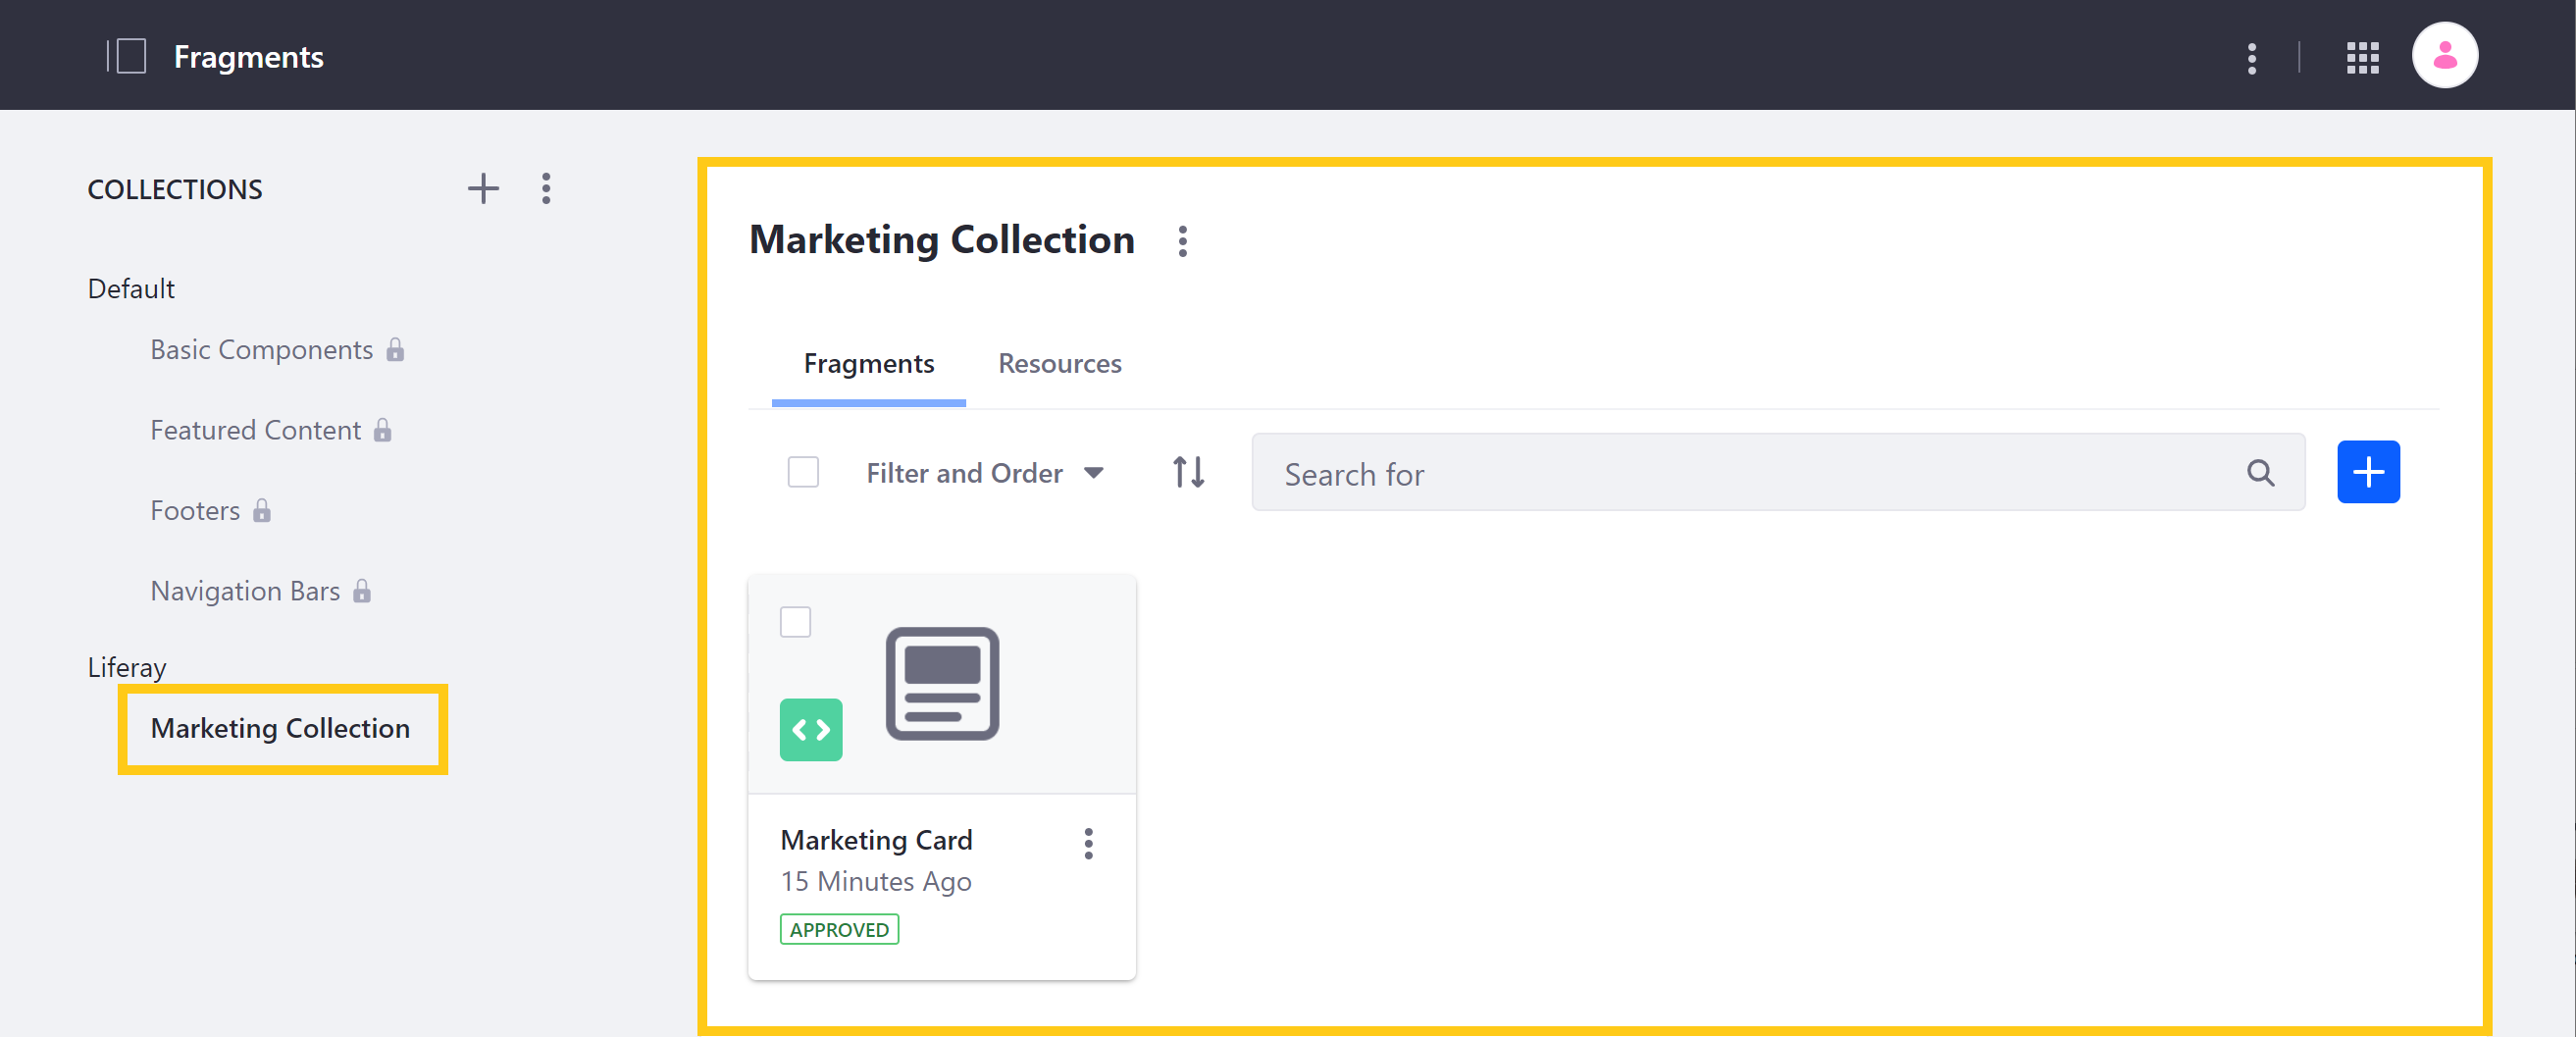 Fragments
COLLECTIONS
Default
Basic Components
Featured Content
Footers
Navigation Bars
Liferay
Marketing Collection
Marketing Collection
Fragments Resources
Filter and Order
Search for
Marketing Card
15 Minutes Ago
APPROVED